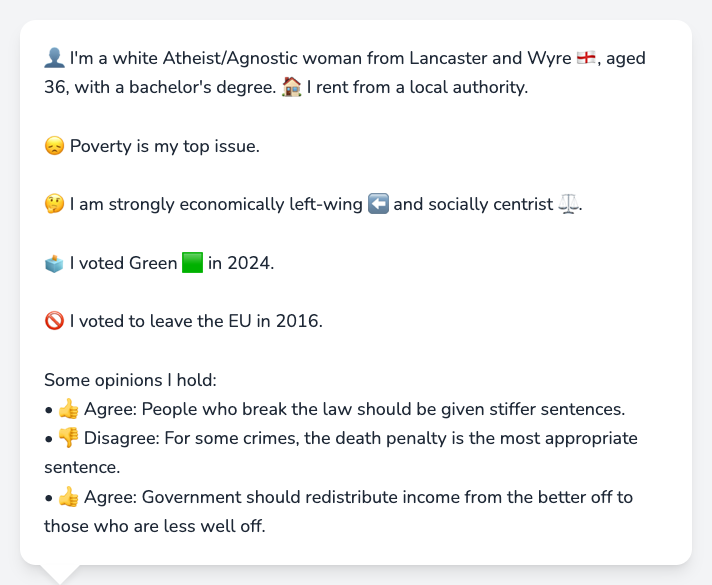 👤 I'm a white Atheist/Agnostic woman from Lancaster and Wyre 🏴󠁧󠁢󠁥󠁮󠁧󠁿, aged
36, with a bachelor's degree. 🏠 I rent from a local authority.
😞 Poverty is my top issue.
🤔 I am strongly economically left-wing ⬅️ and socially centrist ⚖️.
🗳️ I voted Green 🟩 in 2024.
🚫 I voted to leave the EU in 2016.
Some opinions I hold:
• 👍 Agree: People who break the law should be given stiffer sentences.
• 👎 Disagree: For some crimes, the death penalty is the most appropriate
sentence.
• 👍 Agree: Government should redistribute income from the better off to
those who are less well off.